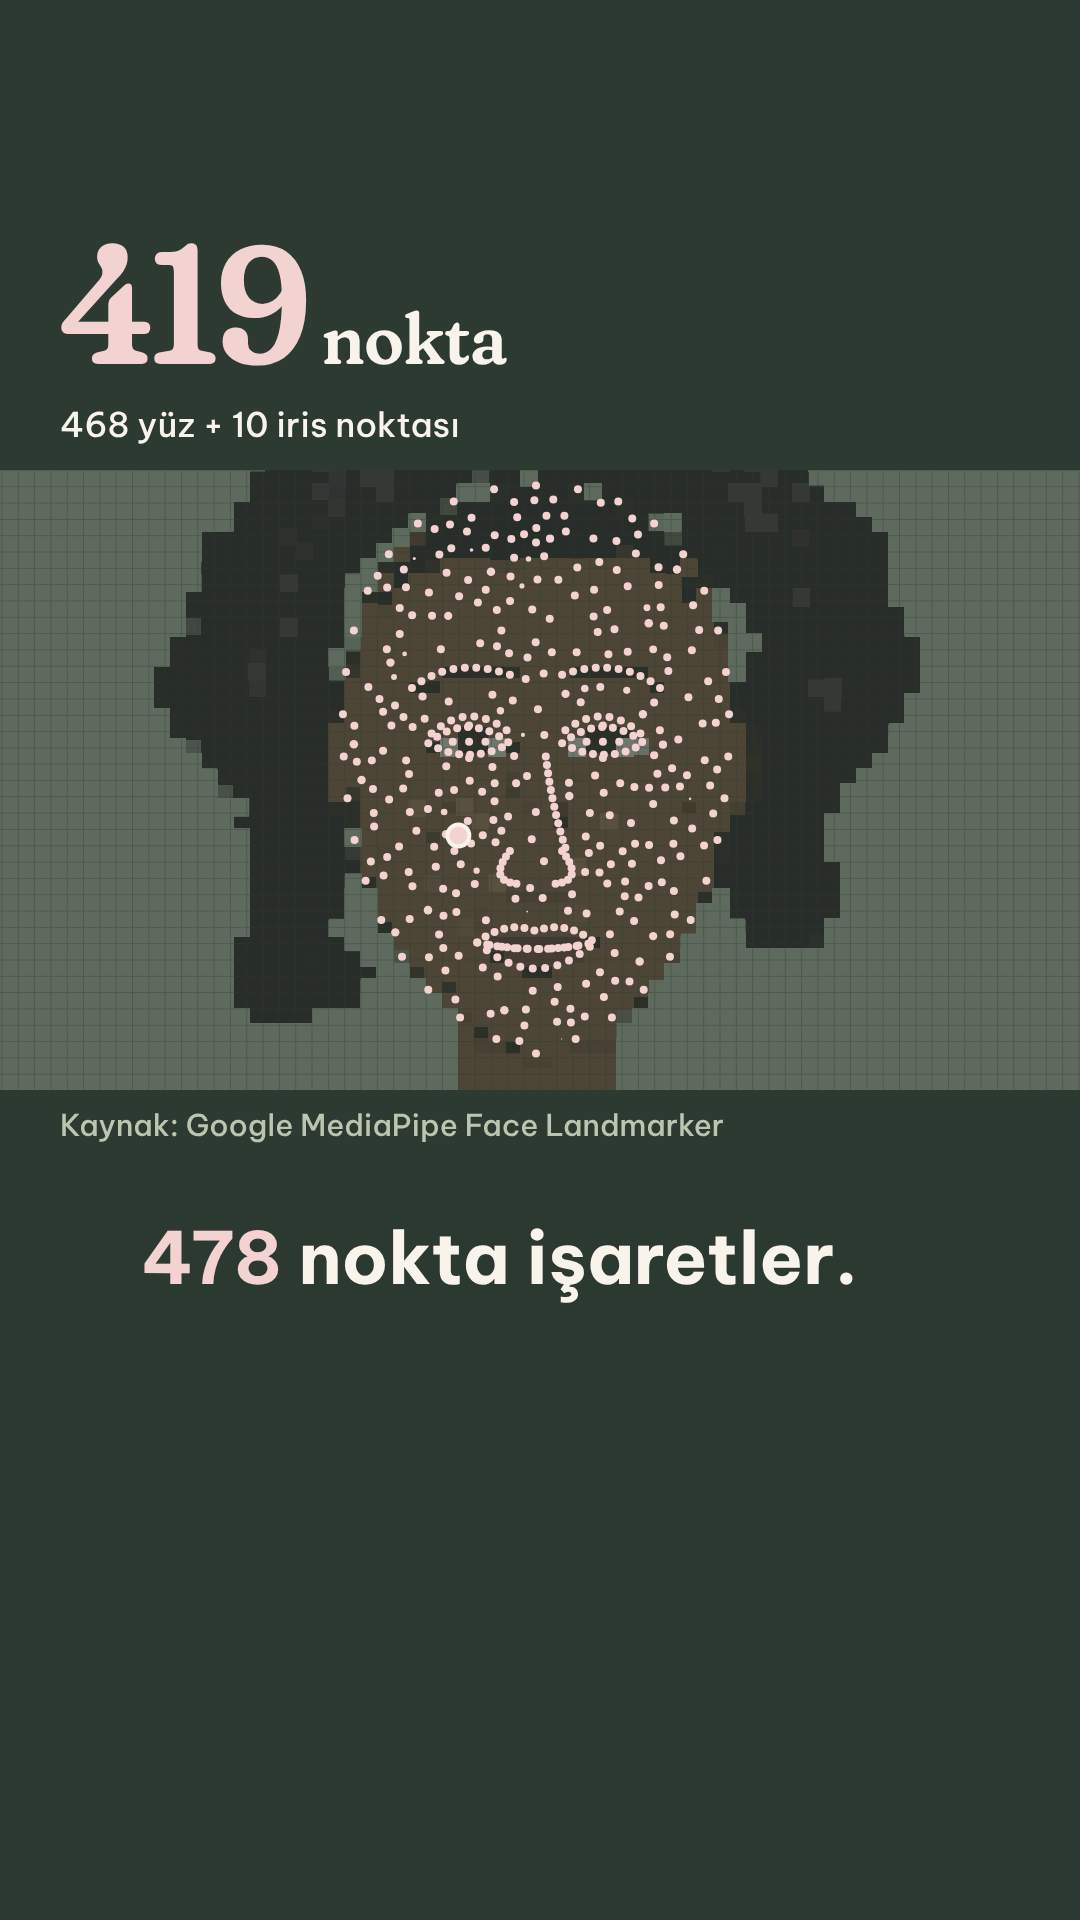 419 nokta
468 yüz + 10 iris noktası
Kaynak: Google MediaPipe Face Landmarker
478 nokta işaretler.